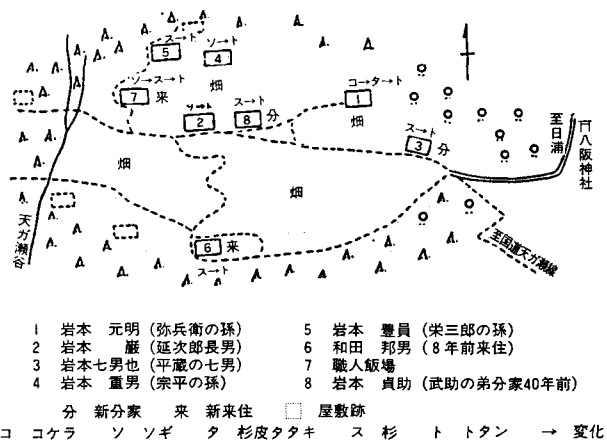 ス→ト
5
ソ→ト
4
ソ→ス→ト
7
来
畑
コ→タ→ト
1
畑
ソ→ト
2
ス→ト
8
分
ス→ト
3
分
至日浦
八阪神社
畑
畑
天ガ瀬谷
6
来
ス→ト
至国道天ガ瀬線
1 岩本 元明(弥兵衛の孫)
2 岩本 巌(延次郎長男)
3 岩本七男也(平蔵の七男)
4 岩本 重男(宗平の孫)
5 岩本 豊員(栄三郎の孫)
6 和田 邦男(8年前来住)
7 職人飯場
8 岩本 貞助(武助の弟分家40年前)
分 新分家 来 新来住 屋敷跡
コ コケラ ソ ソギ タ 杉皮タタキ ス 杉 ト トタン → 変化